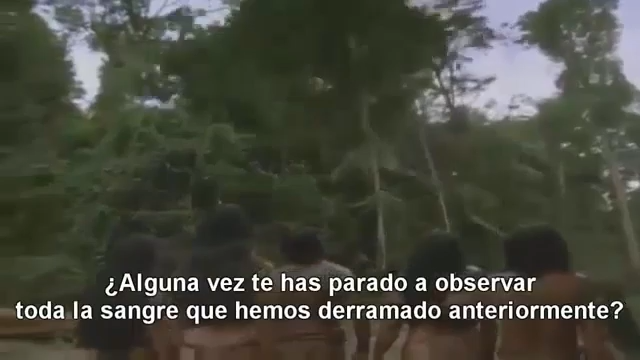 ¿Alguna vez te has parado a observar
toda la sangre que hemos derramado anteriormente?